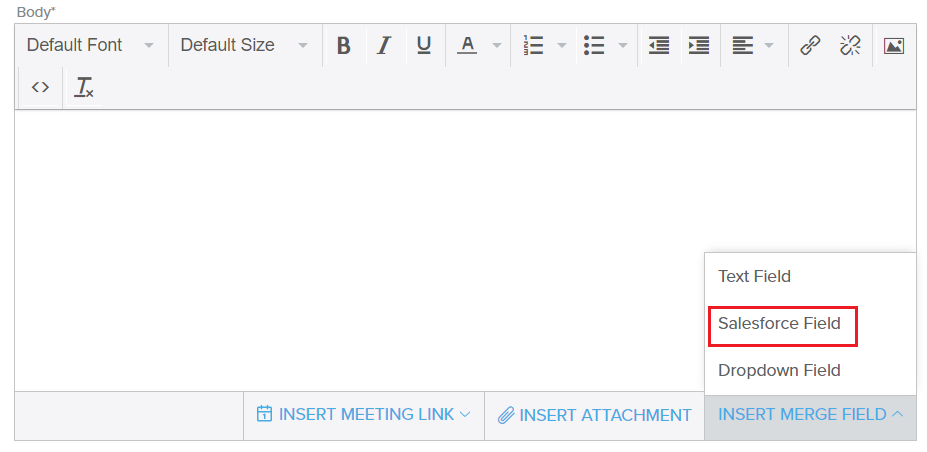 Body*
Default Font Default Size B I U A
<> Tx
Text Field
Salesforce Field
Dropdown Field
INSERT MEETING LINK INSERT ATTACHMENT INSERT MERGE FIELD